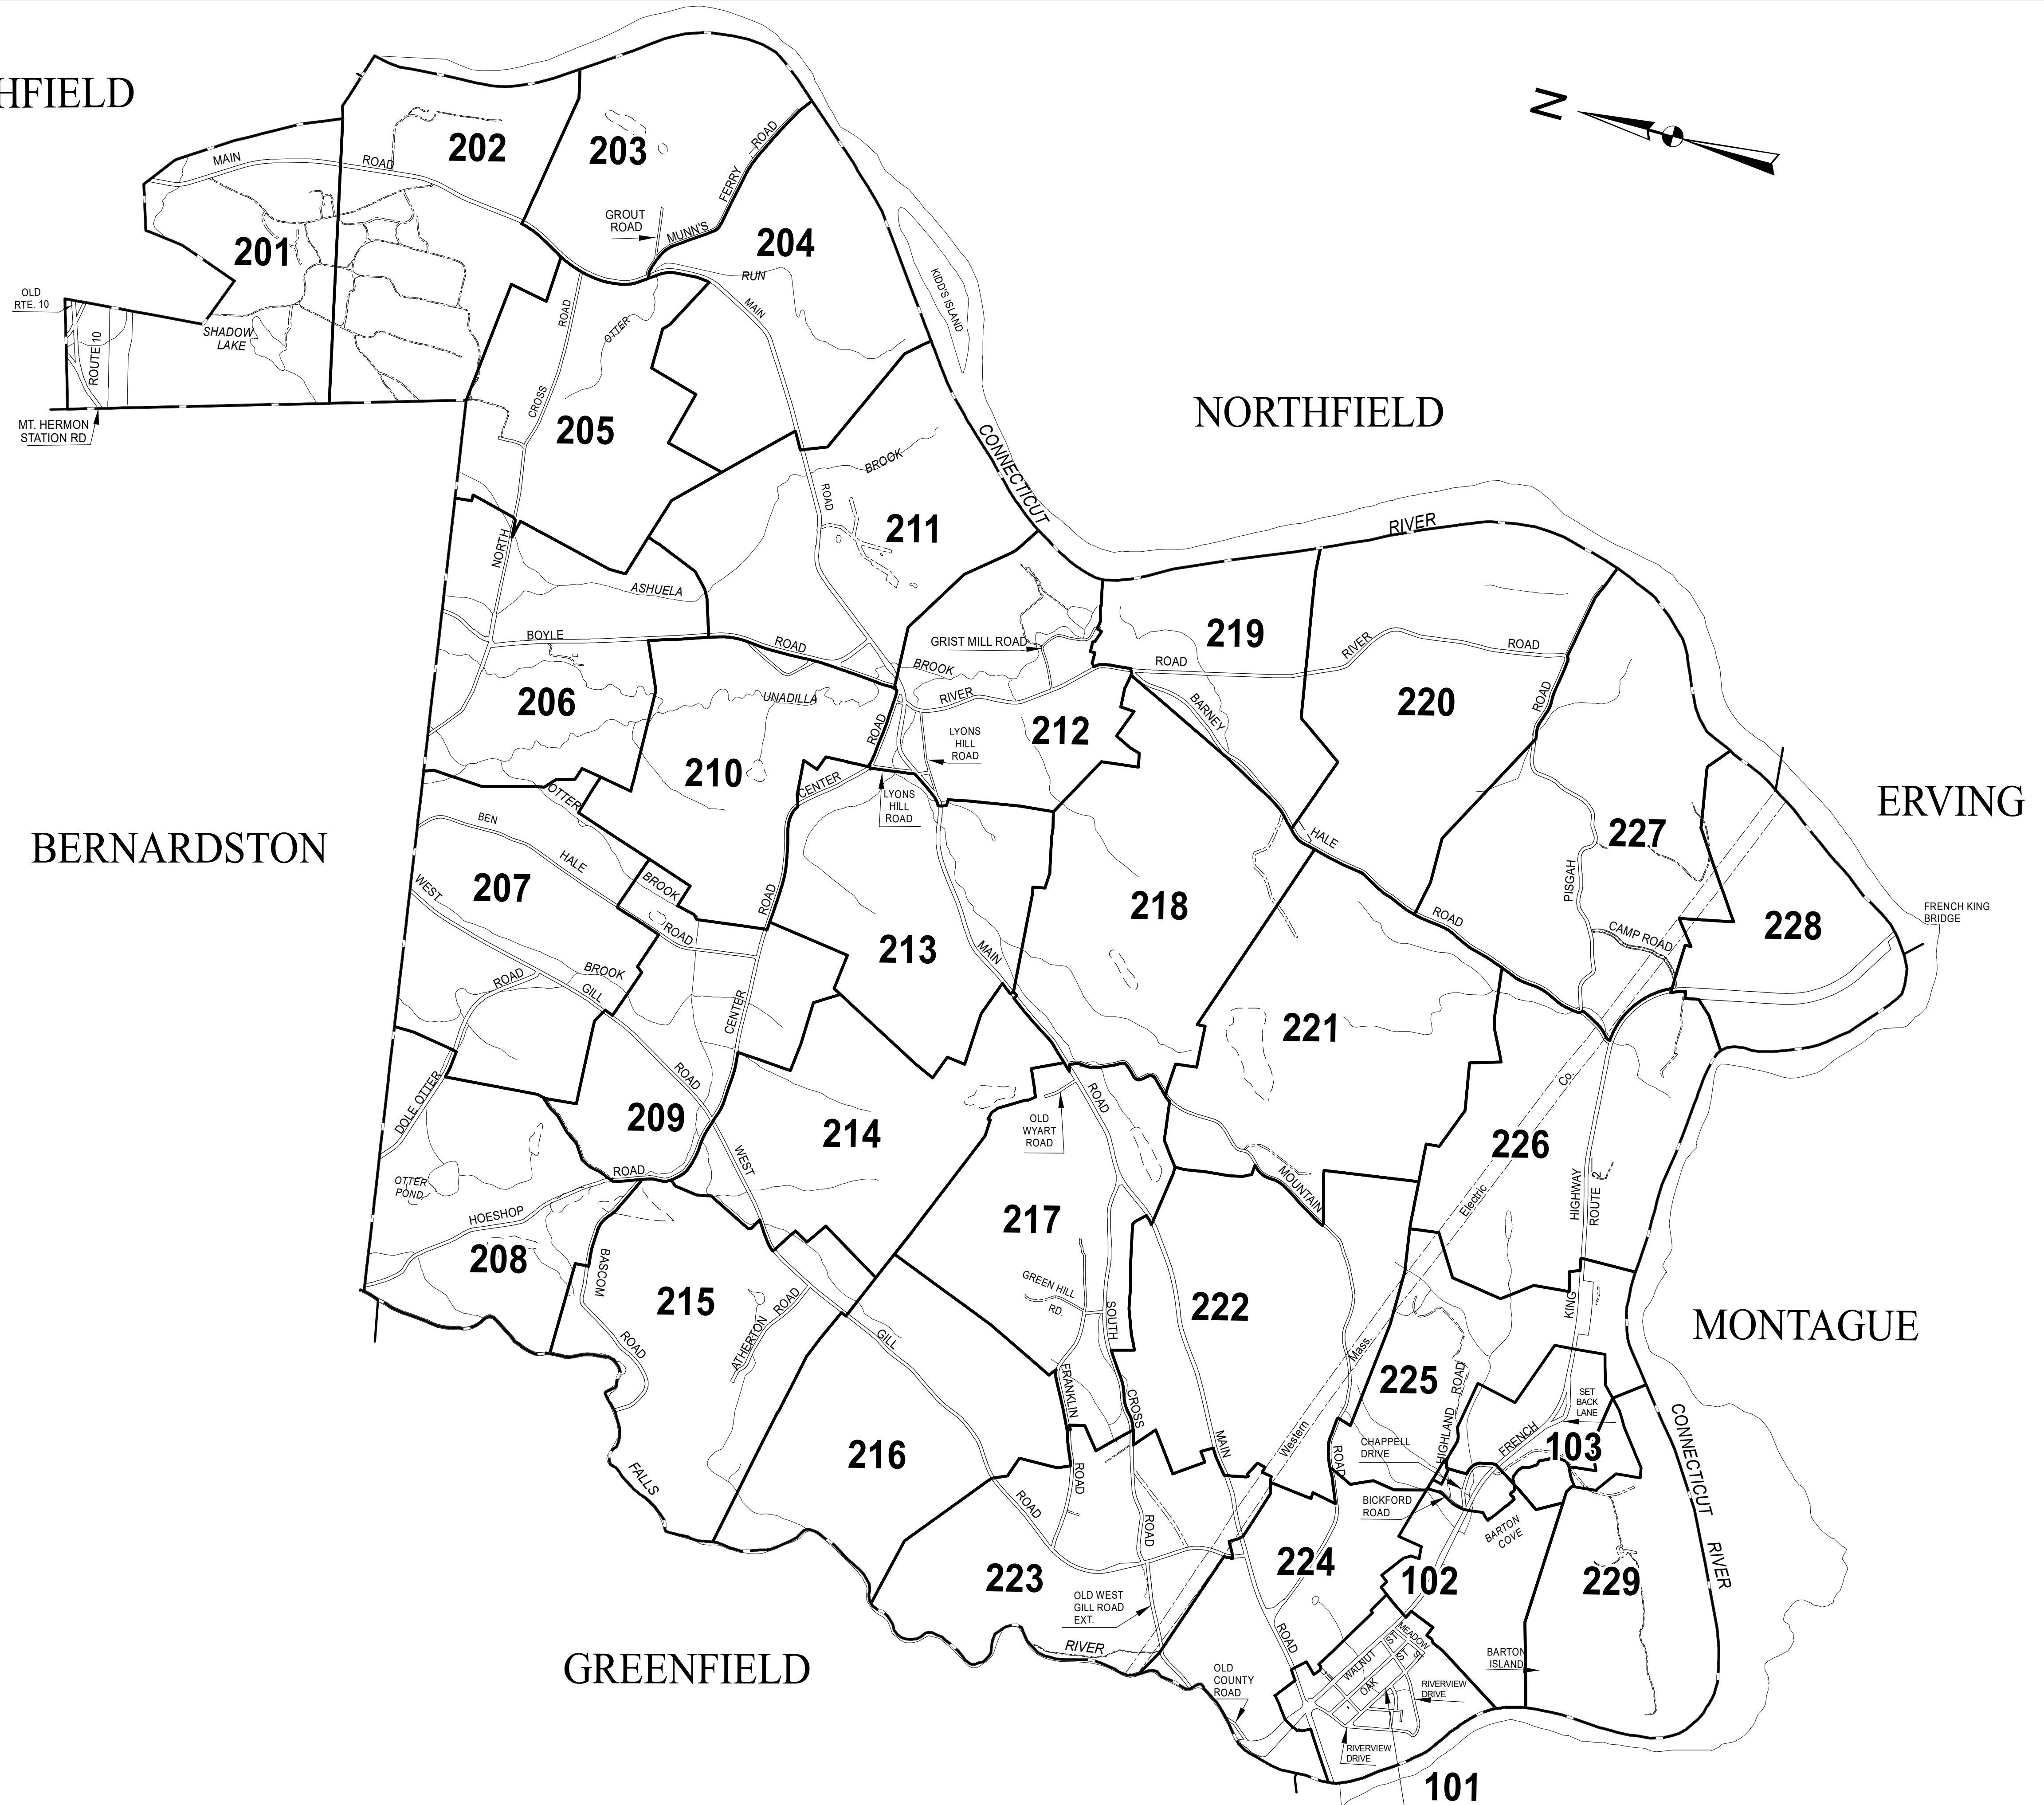 HFIELD
N
MAIN
ROAD
202
203
ROAD
FERRY
GROUT
ROAD
MUNN'S
204
201
RUN
OLD
RTE. 10
ROUTE 10
SHADOW
LAKE
ROAD
OTTER
MAIN
KIDD'S ISLAND
MT. HERMON
STATION RD
CROSS
205
NORTHFIELD
CONNECTICUT
BROOK
ROAD
211
RIVER
NORTH
ASHUELA
BOYLE
ROAD
GRIST MILL ROAD
219
ROAD
RIVER
ROAD
BROOK
206
UNADILLA
RIVER
ROAD
BARNEY
220
ROAD
212
LYONS
HILL
ROAD
210
CENTER
LYONS
HILL
ROAD
OTTER
ERVING
BERNARDSTON
BEN
HALE
HALE
227
WEST
207
BROOK
ROAD
PISGAH
218
ROAD
FRENCH KING
BRIDGE
ROAD
213
MAIN
CAMP ROAD
228
ROAD
BROOK
GILL
CENTER
221
ROAD
Co.
DOLE OTTER
209
214
ROAD
OLD
WYART
ROAD
226
WEST
MOUNTAIN
HIGHWAY
ROUTE 2
ROAD
OTTER
POND
Electric
HOESHOP
217
208
BASCOM
215
GREEN HILL
RD.
222
KING
MONTAGUE
ROAD
ATHERTON
ROAD
GILL
SOUTH
Mass.
225
HIGHLAND ROAD
SET
BACK
LANE
FRANKLIN
CROSS
CONNECTICUT
216
MAIN
Western
ROAD
CHAPPELL
DRIVE
FRENCH
103
FALLS
ROAD
ROAD
BICKFORD
ROAD
BARTON
COVE
ROAD
RIVER
223
224
102
229
OLD WEST
GILL ROAD
EXT.
RIVER
ROAD
MEADOW
ST
ST
ST
WALNUT
OAK
BARTON
ISLAND
GREENFIELD
OLD
COUNTY
ROAD
RIVERVIEW
DRIVE
RIVERVIEW
DRIVE
101